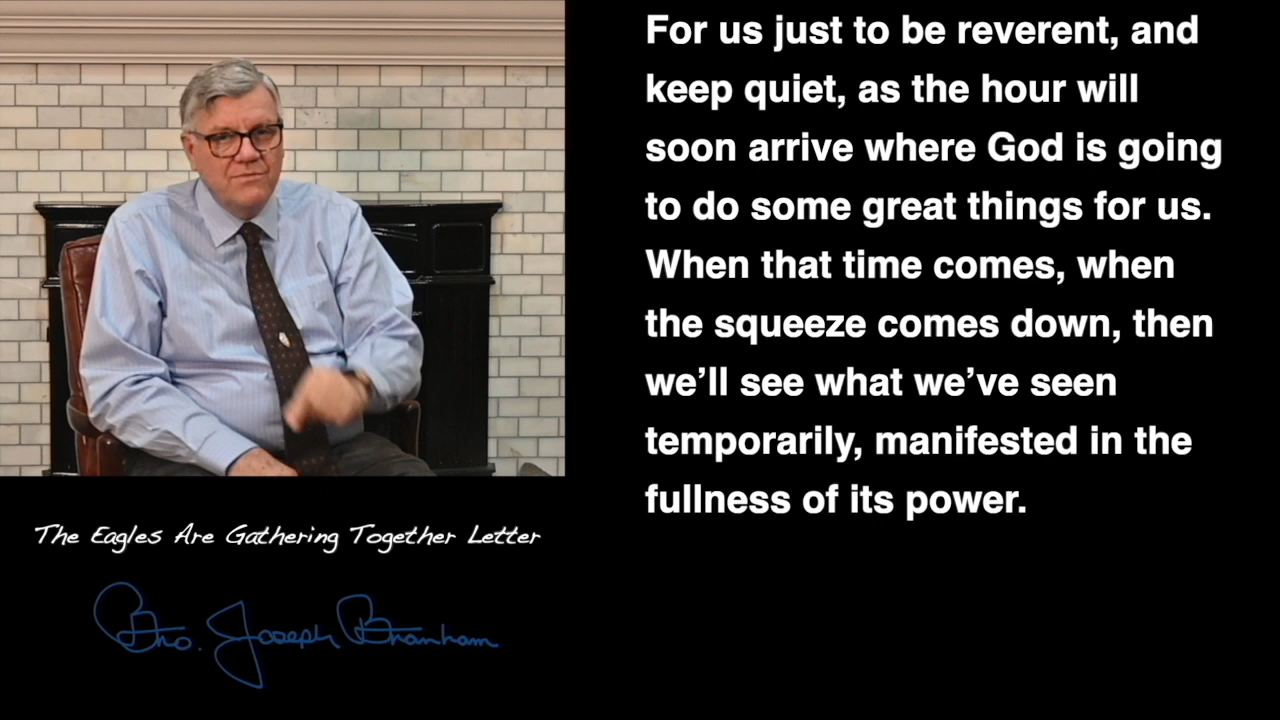 For us just to be reverent, and
keep quiet, as the hour will
soon arrive where God is going
to do some great things for us.
When that time comes, when
the squeeze comes down, then
we’ll see what we’ve seen
temporarily, manifested in the
fullness of its power.
The Eagles Are Gathering Together Letter
Bro. Joseph Branham